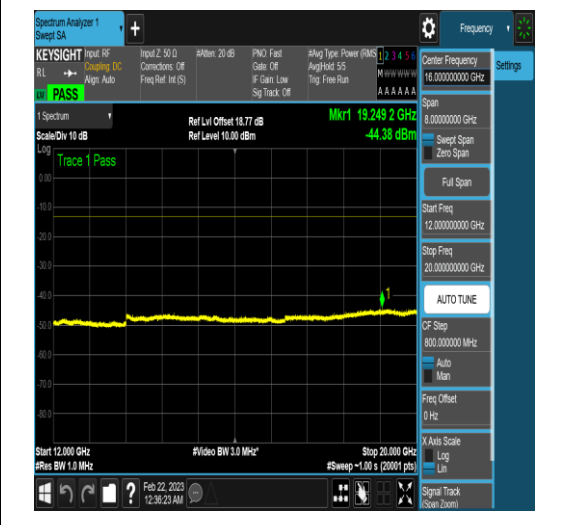 Spectrum Analyzer 1
Swept SA
+
Frequency
KEYSIGHT
RL
Input: RF
Coupling: DC
Align: Auto
Input Z: 50 Ω
Corrections: Off
Freq Ref: Int (S)
#Atten: 20 dB
PNO: Fast
Gate: Off
IF Gain: Low
Sig Track: Off
#Avg Type: Power (RMS
Avg|Hold: 5/5
Trig: Free Run
1 2 3 4 5 6
M W W W W W
A A A A A A
PASS
1 Spectrum
Scale/Div 10 dB
Ref Lvl Offset 18.77 dB
Ref Level 10.00 dBm
Mkr1 19.249 2 GHz
-44.38 dBm
Log
Trace 1 Pass
0.00
-10.0
-20.0
-30.0
-40.0
-50.0
-60.0
-70.0
-80.0
1
Start 12.000 GHz
#Res BW 1.0 MHz
#Video BW 3.0 MHz*
Stop 20.000 GHz
#Sweep ~1.00 s (20001 pts)
Feb 22, 2023
12:36:23 AM
?
Center Frequency
16.000000000 GHz
Settings
Span
8.00000000 GHz
Swept Span
Zero Span
Full Span
Start Freq
12.000000000 GHz
Stop Freq
20.000000000 GHz
AUTO TUNE
CF Step
800.000000 MHz
Auto
Man
Freq Offset
0 Hz
X Axis Scale
Log
Lin
Signal Track
(Span Zoom)